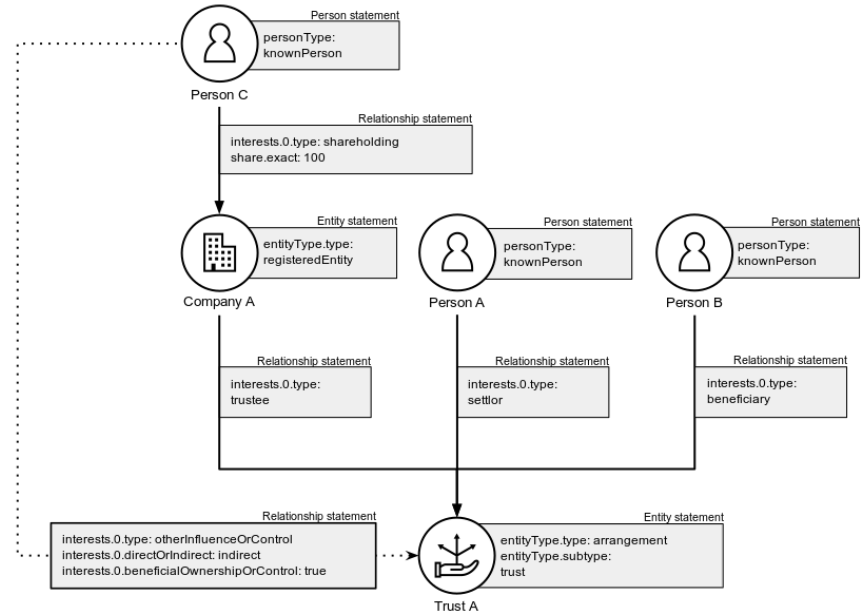 Person statement
personType:
knownPerson
Person C
Relationship statement
interests.0.type: shareholding
share.exact: 100
Entity statement
entityType.type:
registeredEntity
Company A
Person statement
personType:
knownPerson
Person A
Person statement
personType:
knownPerson
Person B
Relationship statement
interests.0.type:
trustee
Relationship statement
interests.0.type:
settlor
Relationship statement
interests.0.type:
beneficiary
Relationship statement
interests.0.type: otherInfluenceOrControl
interests.0.directOrIndirect: indirect
interests.0.beneficialOwnershipOrControl: true
Entity statement
entityType.type: arrangement
entityType.subtype:
trust
Trust A